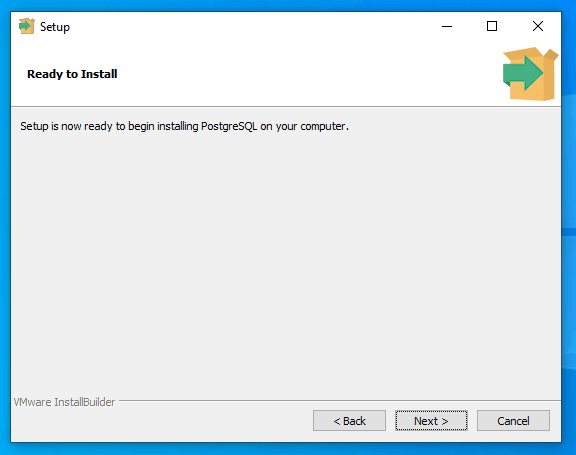 Setup
Ready to Install
Setup is now ready to begin installing PostgreSQL on your computer.
VMware InstallBuilder
< Back
Next >
Cancel